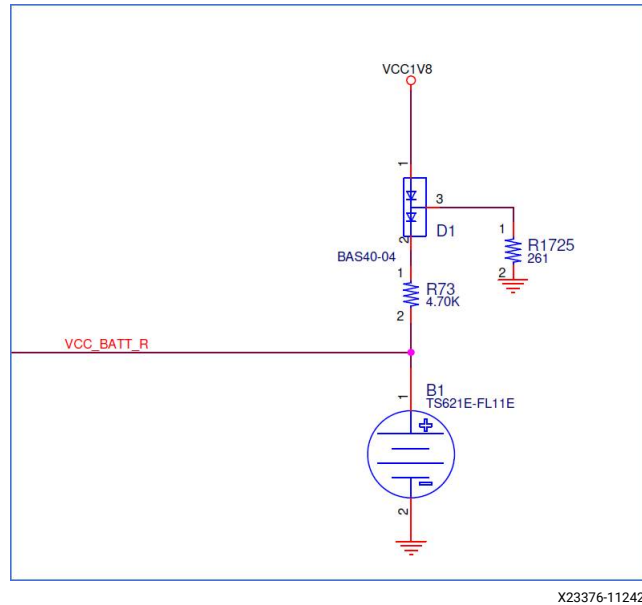 VCC1V8
1
3
D1
2
BAS40-04
1
R1725
261
2
1
R73
4.70K
2
VCC_BATT_R
B1
TS621E-FL11E
1
2
X23376-11242